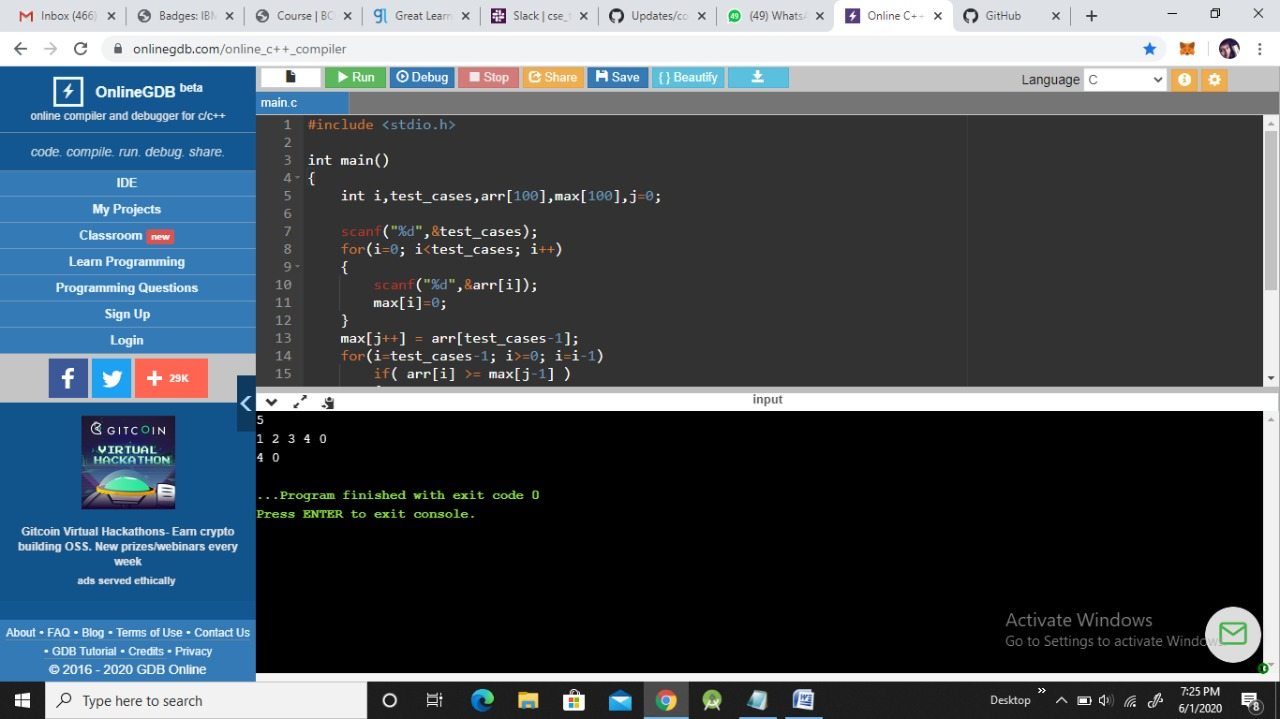 Inbox (466)
Badges: IBM
Course | BC
Great Learn
Slack | cse_
Updates/co
(49) WhatsA
Online C++
GitHub
onlinegdb.com/online_c++_compiler
OnlineGDB beta
online compiler and debugger for c/c++
code. compile. run. debug. share.
IDE
My Projects
Classroom new
Learn Programming
Programming Questions
Sign Up
Login
f
+ 29K
GITCOIN
VIRTUAL
HACKATHON
Gitcoin Virtual Hackathons- Earn crypto
building OSS. New prizes/webinars every
week
ads served ethically
About • FAQ • Blog • Terms of Use • Contact Us
• GDB Tutorial • Credits • Privacy
© 2016 - 2020 GDB Online
Run Debug Stop Share Save { } Beautify
Language C
main.c
1 #include <stdio.h>
2
3 int main()
4 {
5 int i,test_cases,arr[100],max[100],j=0;
6
7 scanf("%d",&test_cases);
8 for(i=0; i<test_cases; i++)
9 {
10 scanf("%d",&arr[i]);
11 max[i]=0;
12 }
13 max[j++] = arr[test_cases-1];
14 for(i=test_cases-1; i>=0; i=i-1)
15 if( arr[i] >= max[j-1] )
input
5
1 2 3 4 0
4 0
...Program finished with exit code 0
Press ENTER to exit console.
Activate Windows
Go to Settings to activate Windows.
Type here to search
Desktop
7:25 PM
6/1/2020
8